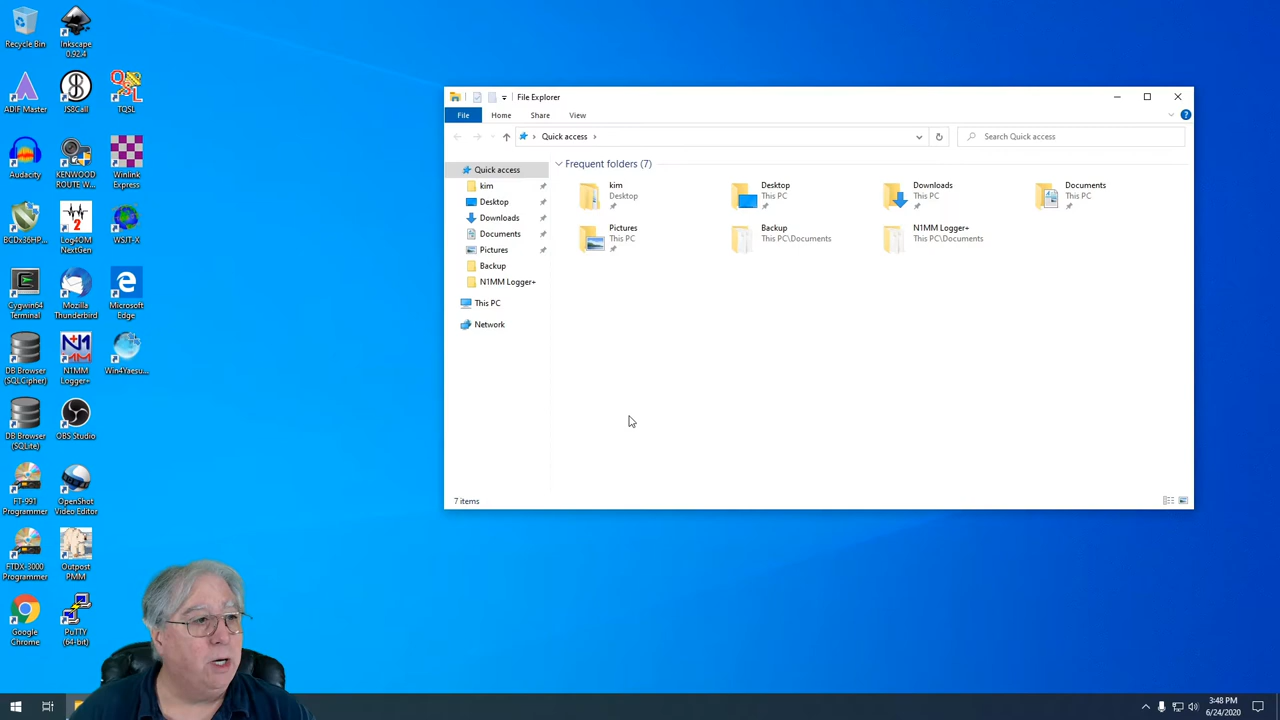 Recycle Bin
Inkscape
0.92.4
ADIF Master
JS8Call
TQSL
Audacity
KENWOOD
ROUTE W...
Winlink
Express
BCDx36HP...
Log4OM
NextGen
WSJT-X
Cygwin64
Terminal
Mozilla
Thunderbird
Microsoft
Edge
DB Browser
(SQLCipher)
N1MM
Logger+
Win4Yaesu...
DB Browser
(SQLite)
OBS Studio
FT-991
Programmer
OpenShot
Video Editor
FTDX-3000
Programmer
Outpost
PMM
Google
Chrome
PuTTY
(64-bit)
File Explorer
File
Home
Share
View
Quick access
Search Quick access
Quick access
kim
Desktop
Downloads
Documents
Pictures
Backup
N1MM Logger+
This PC
Network
Frequent folders (7)
kim
Desktop
Desktop
This PC
Downloads
This PC
Documents
This PC
Pictures
This PC
Backup
This PC\Documents
N1MM Logger+
This PC\Documents
7 items
3:48 PM
6/24/2020